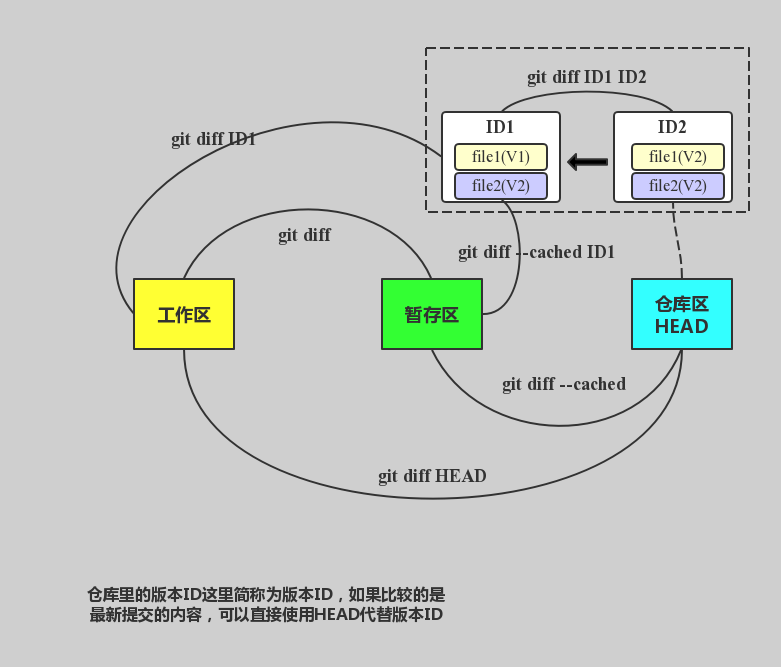 git diff ID1 ID2
ID1
ID2
file1(V1)
file2(V2)
file1(V2)
file2(V2)
git diff ID1
git diff
git diff --cached ID1
工作区
暂存区
仓库区
HEAD
git diff --cached
git diff HEAD
仓库里的版本ID这里简称为版本ID，如果比较的是
最新提交的内容，可以直接使用HEAD代替版本ID